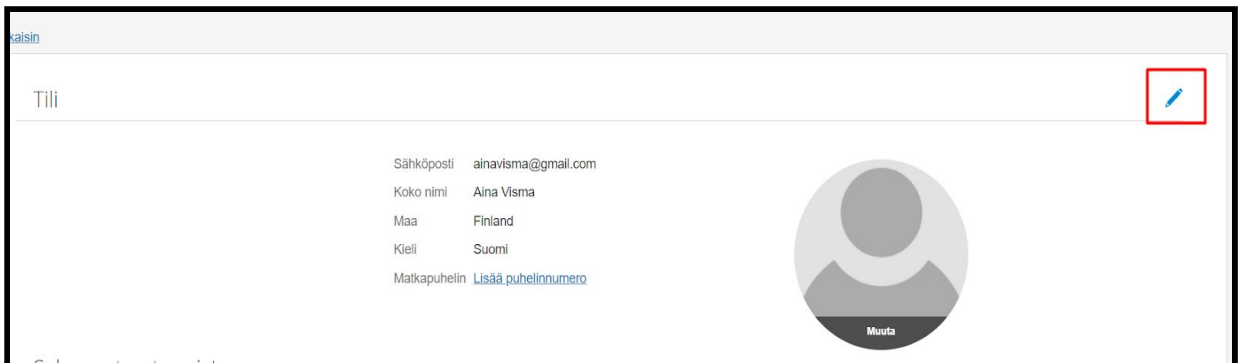 kaisin
Tili
Sähköposti ainavisma@gmail.com
Koko nimi Aina Visma
Maa Finland
Kieli Suomi
Matkapuhelin Lisää puhelinnumero
Muuta